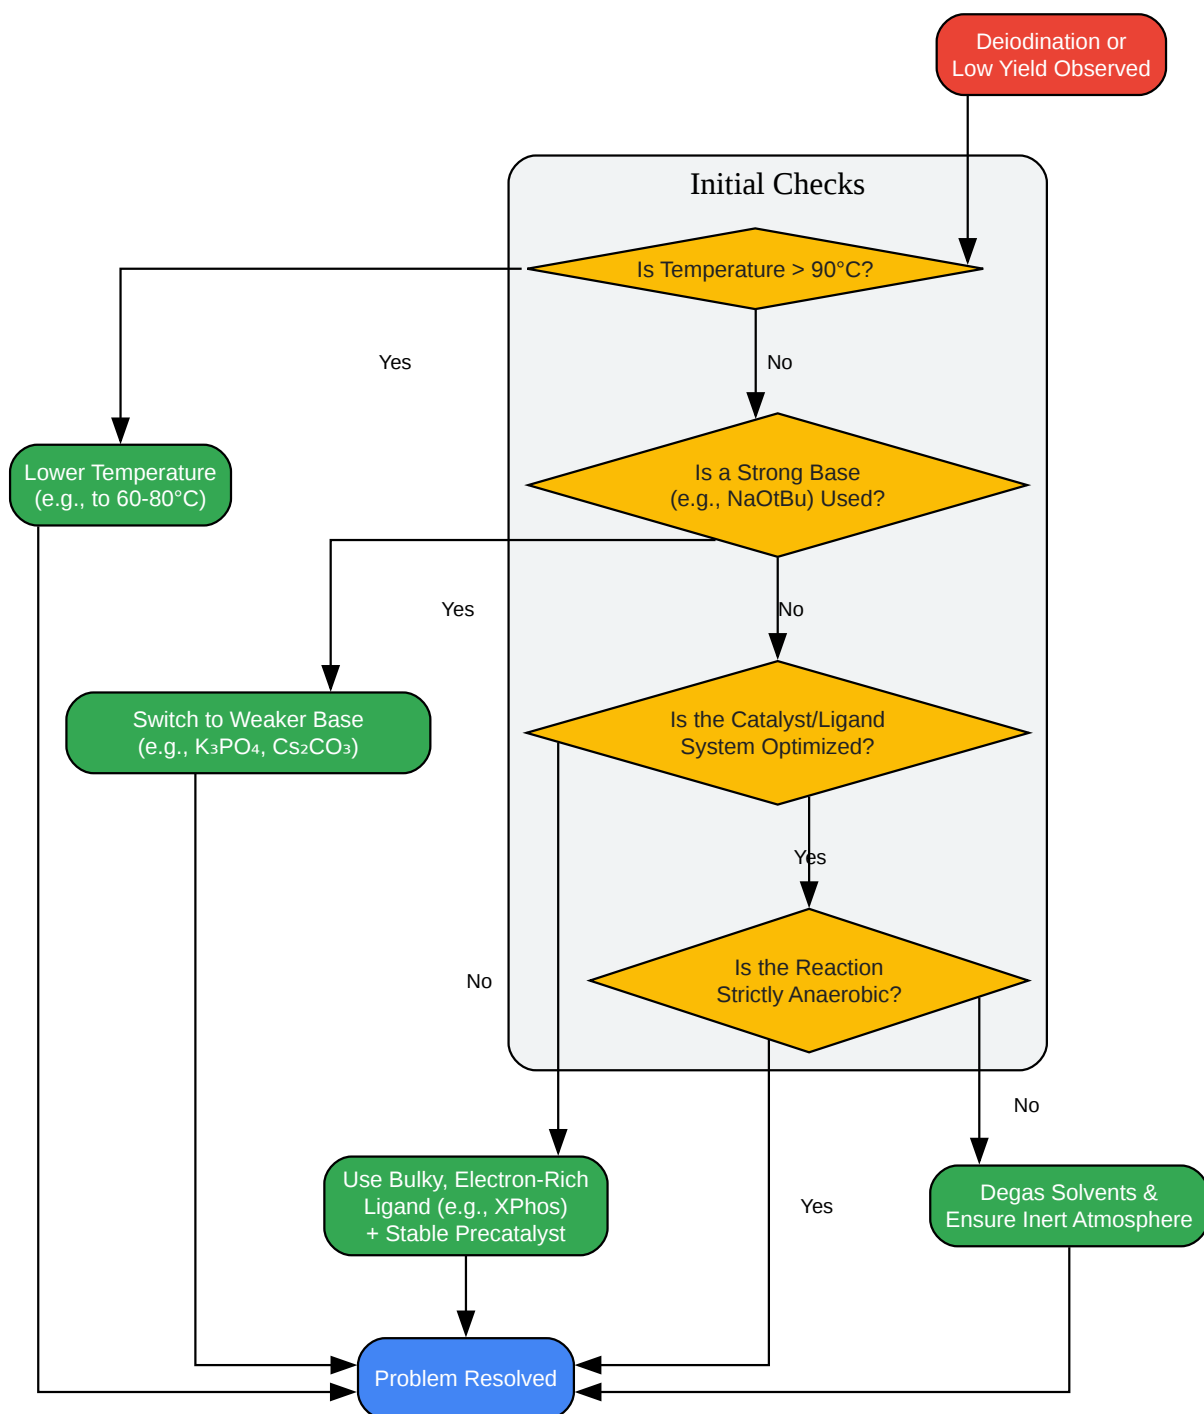 Deiodination or
Low Yield Observed
Initial Checks
Is Temperature > 90°C?
Yes
No
Lower Temperature
(e.g., to 60-80°C)
Is a Strong Base
(e.g., NaOtBu) Used?
Yes
No
Switch to Weaker Base
(e.g., K₃PO₄, Cs₂CO₃)
Is the Catalyst/Ligand
System Optimized?
Yes
No
Is the Reaction
Strictly Anaerobic?
No
Yes
Use Bulky, Electron-Rich
Ligand (e.g., XPhos)
+ Stable Precatalyst
Degas Solvents &
Ensure Inert Atmosphere
Problem Resolved